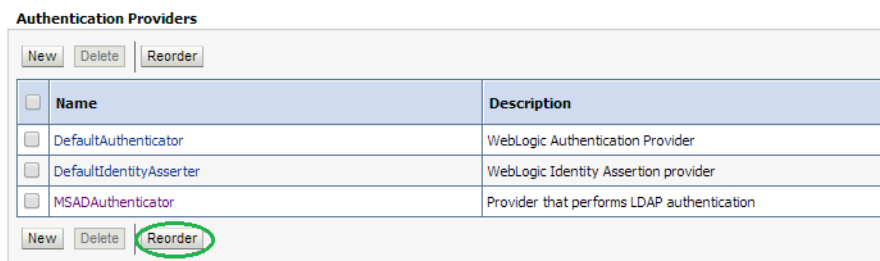 Authentication Providers
New Delete Reorder
Name Description
DefaultAuthenticator WebLogic Authentication Provider
DefaultIdentityAsserter WebLogic Identity Assertion provider
MSADAuthenticator Provider that performs LDAP authentication
New Delete Reorder